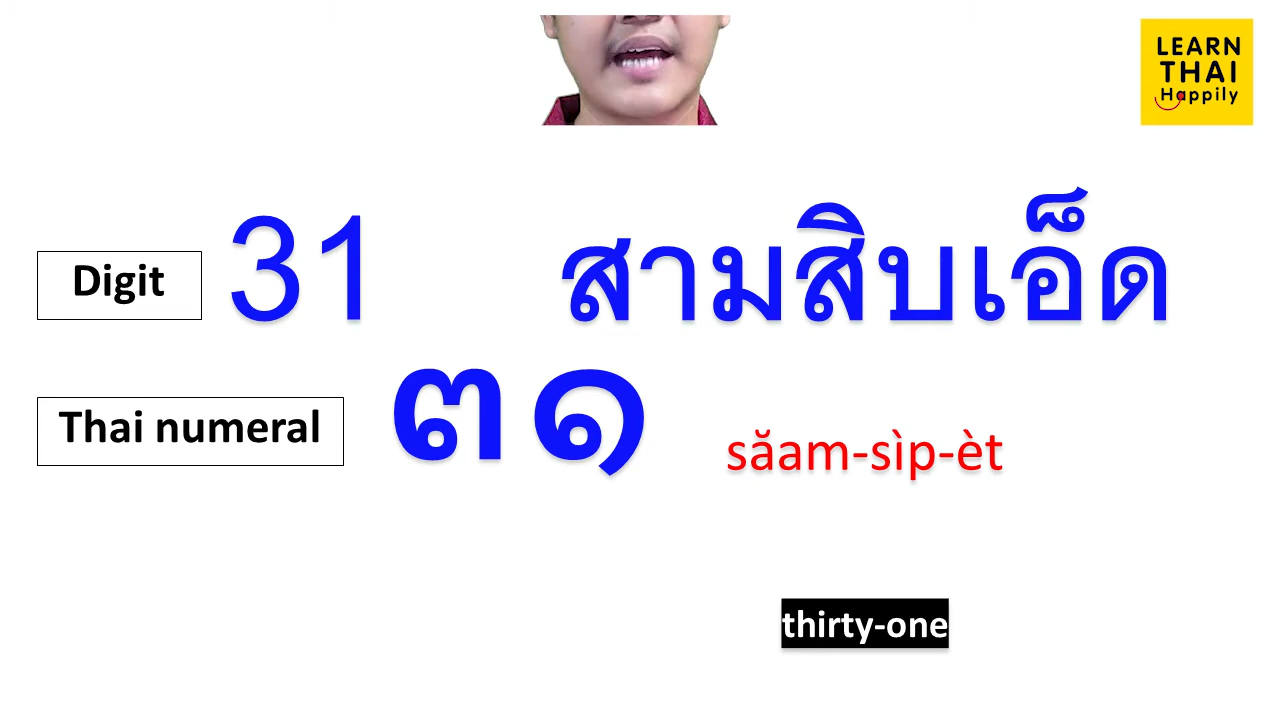 LEARN
THAI
Happily
Digit 31 สามสิบเอ็ด
Thai numeral ๓๑ săam-sìp-èt
thirty-one